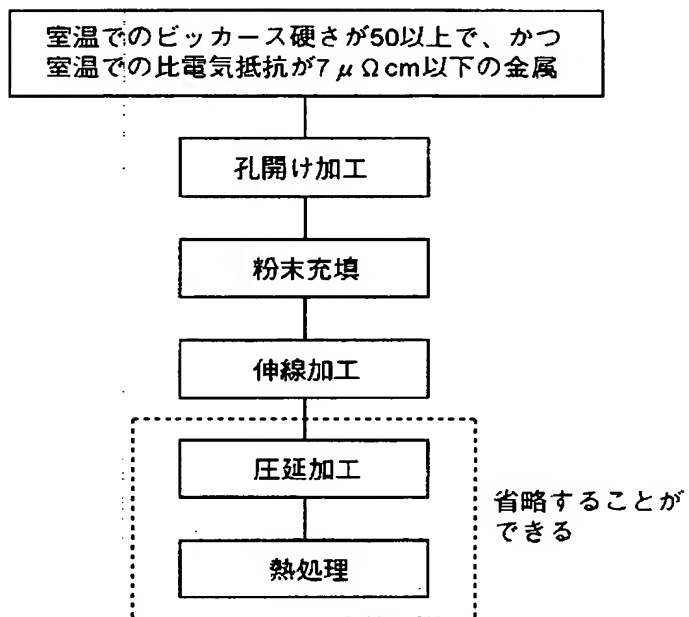 室温でのビッカース硬さが50以上で、かつ
室温での比電気抵抗が7μΩcm以下の金属
孔開け加工
粉末充填
伸線加工
圧延加工
熱処理
省略することが
できる